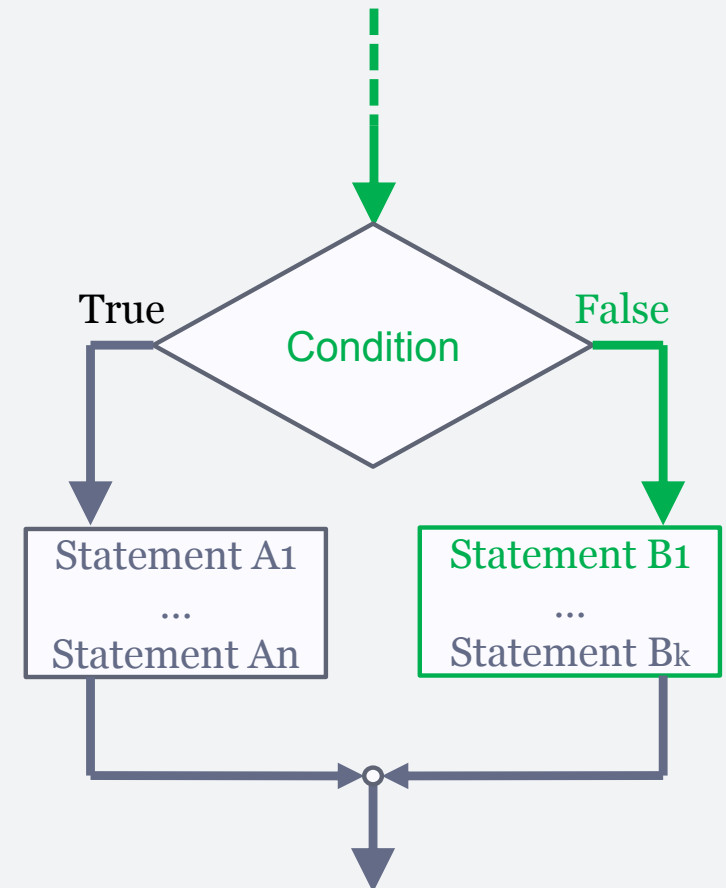 True
False
Condition
Statement A1
...
Statement An
Statement B1
...
Statement Bk